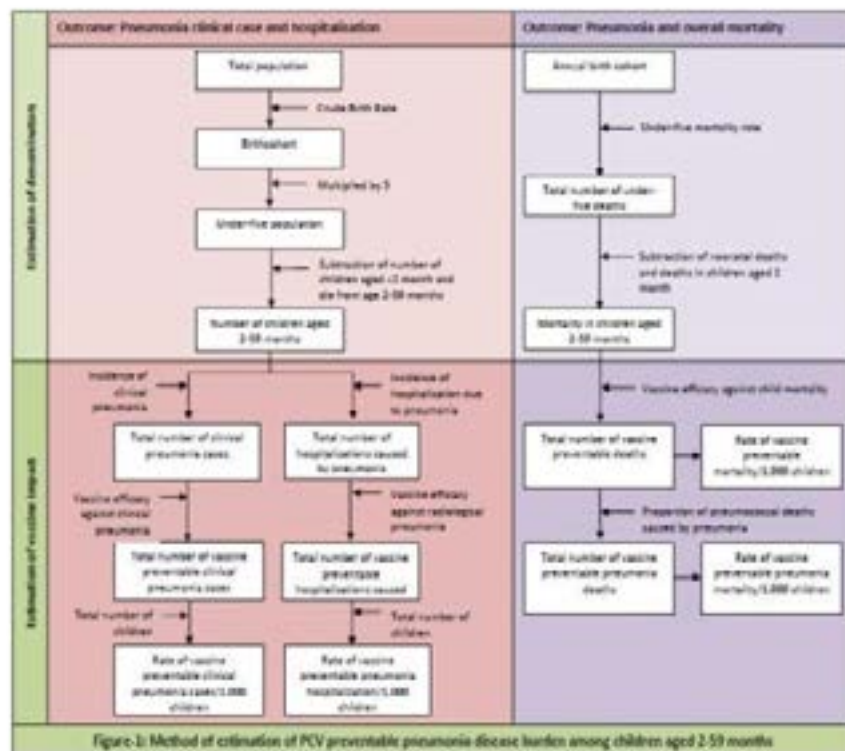 Outcome: Pneumonia clinical case and hospitalisation
Outcome: Pneumonia and overall mortality
Estimation of denominators
Total population
Crude Birth Rate
Birth cohort
Multiplied by 5
Under-five population
Subtraction of number of
children aged <2 month and
die from age 2-59 months
Number of children aged
2-59 months
Annual birth cohort
Under-five mortality rate
Total number of under-
five deaths
Subtraction of neonatal deaths
and deaths in children aged 1
month
Mortality in children aged
2-59 months
Estimation of vaccine impact
Incidence of
clinical
pneumonia
Incidence of
hospitalisation due
to pneumonia
Total number of clinical
pneumonia cases
Total number of
hospitalisations caused
by pneumonia
Vaccine efficacy
against clinical
pneumonia
Vaccine efficacy
against radiological
pneumonia
Total number of vaccine
preventable clinical
pneumonia cases
Total number of vaccine
preventable
hospitalisations caused
Total number of
children
Total number of
children
Rate of vaccine
preventable clinical
pneumonia cases/1,000
children
Rate of vaccine
preventable pneumonia
hospitalization/1,000
children
Vaccine efficacy against child mortality
Total number of vaccine
preventable deaths
Rate of vaccine
preventable
mortality/1,000 children
Proportion of pneumococcal deaths
caused by pneumonia
Total number of vaccine
preventable pneumonia
deaths
Rate of vaccine
preventable pneumonia
mortality/1,000 children
Figure-1: Method of estimation of PCV preventable pneumonia disease burden among children aged 2-59 months